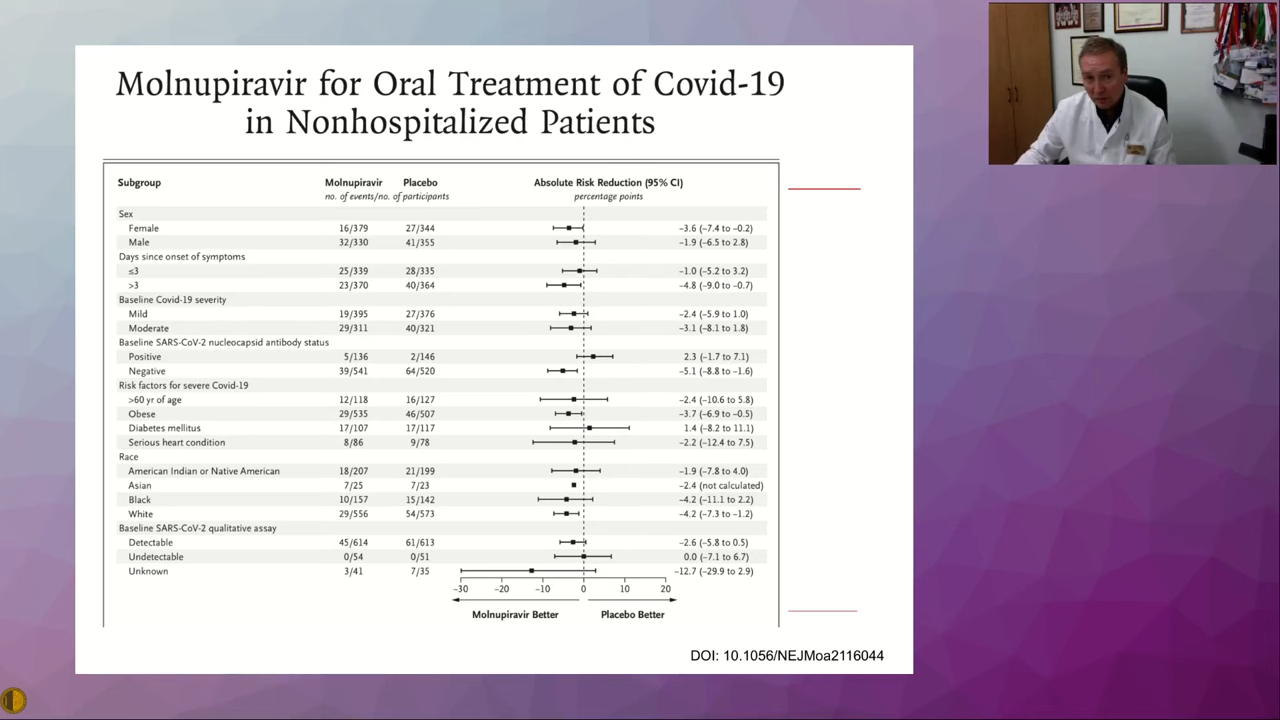 Molnupiravir for Oral Treatment of Covid-19
in Nonhospitalized Patients
Subgroup Molnupiravir Placebo Absolute Risk Reduction (95% CI)
no. of events/no. of participants percentage points
Sex
Female 16/379 27/344 −3.6 (−7.4 to −0.2)
Male 32/330 41/355 −1.9 (−6.5 to 2.8)
Days since onset of symptoms
≤3 25/339 28/335 −1.0 (−5.2 to 3.2)
>3 23/370 40/364 −4.8 (−9.0 to −0.7)
Baseline Covid-19 severity
Mild 19/395 27/376 −2.4 (−5.9 to 1.0)
Moderate 29/311 40/321 −3.1 (−8.1 to 1.8)
Baseline SARS-CoV-2 nucleocapsid antibody status
Positive 5/136 2/146 2.3 (−1.7 to 7.1)
Negative 39/541 64/520 −5.1 (−8.8 to −1.6)
Risk factors for severe Covid-19
>60 yr of age 12/118 16/127 −2.4 (−10.6 to 5.8)
Obese 29/535 46/507 −3.7 (−6.9 to −0.5)
Diabetes mellitus 17/107 17/117 1.4 (−8.2 to 11.1)
Serious heart condition 8/86 9/78 −2.2 (−12.4 to 7.5)
Race
American Indian or Native American 18/207 21/199 −1.9 (−7.8 to 4.0)
Asian 7/25 7/23 −2.4 (not calculated)
Black 10/157 15/142 −4.2 (−11.1 to 2.2)
White 29/556 54/573 −4.2 (−7.3 to −1.2)
Baseline SARS-CoV-2 qualitative assay
Detectable 45/614 61/613 −2.6 (−5.8 to 0.5)
Undetectable 0/54 0/51 0.0 (−7.1 to 6.7)
Unknown 3/41 7/35 −12.7 (−29.9 to 2.9)
−30 −20 −10 0 10 20
Molnupiravir Better Placebo Better
DOI: 10.1056/NEJMoa2116044